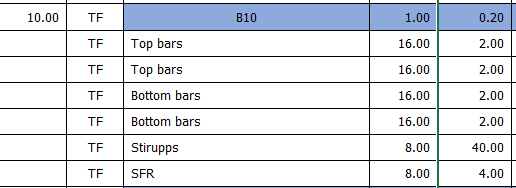 10.00 TF B10 1.00 0.20
TF Top bars 16.00 2.00
TF Top bars 16.00 2.00
TF Bottom bars 16.00 2.00
TF Bottom bars 16.00 2.00
TF Stirupps 8.00 40.00
TF SFR 8.00 4.00